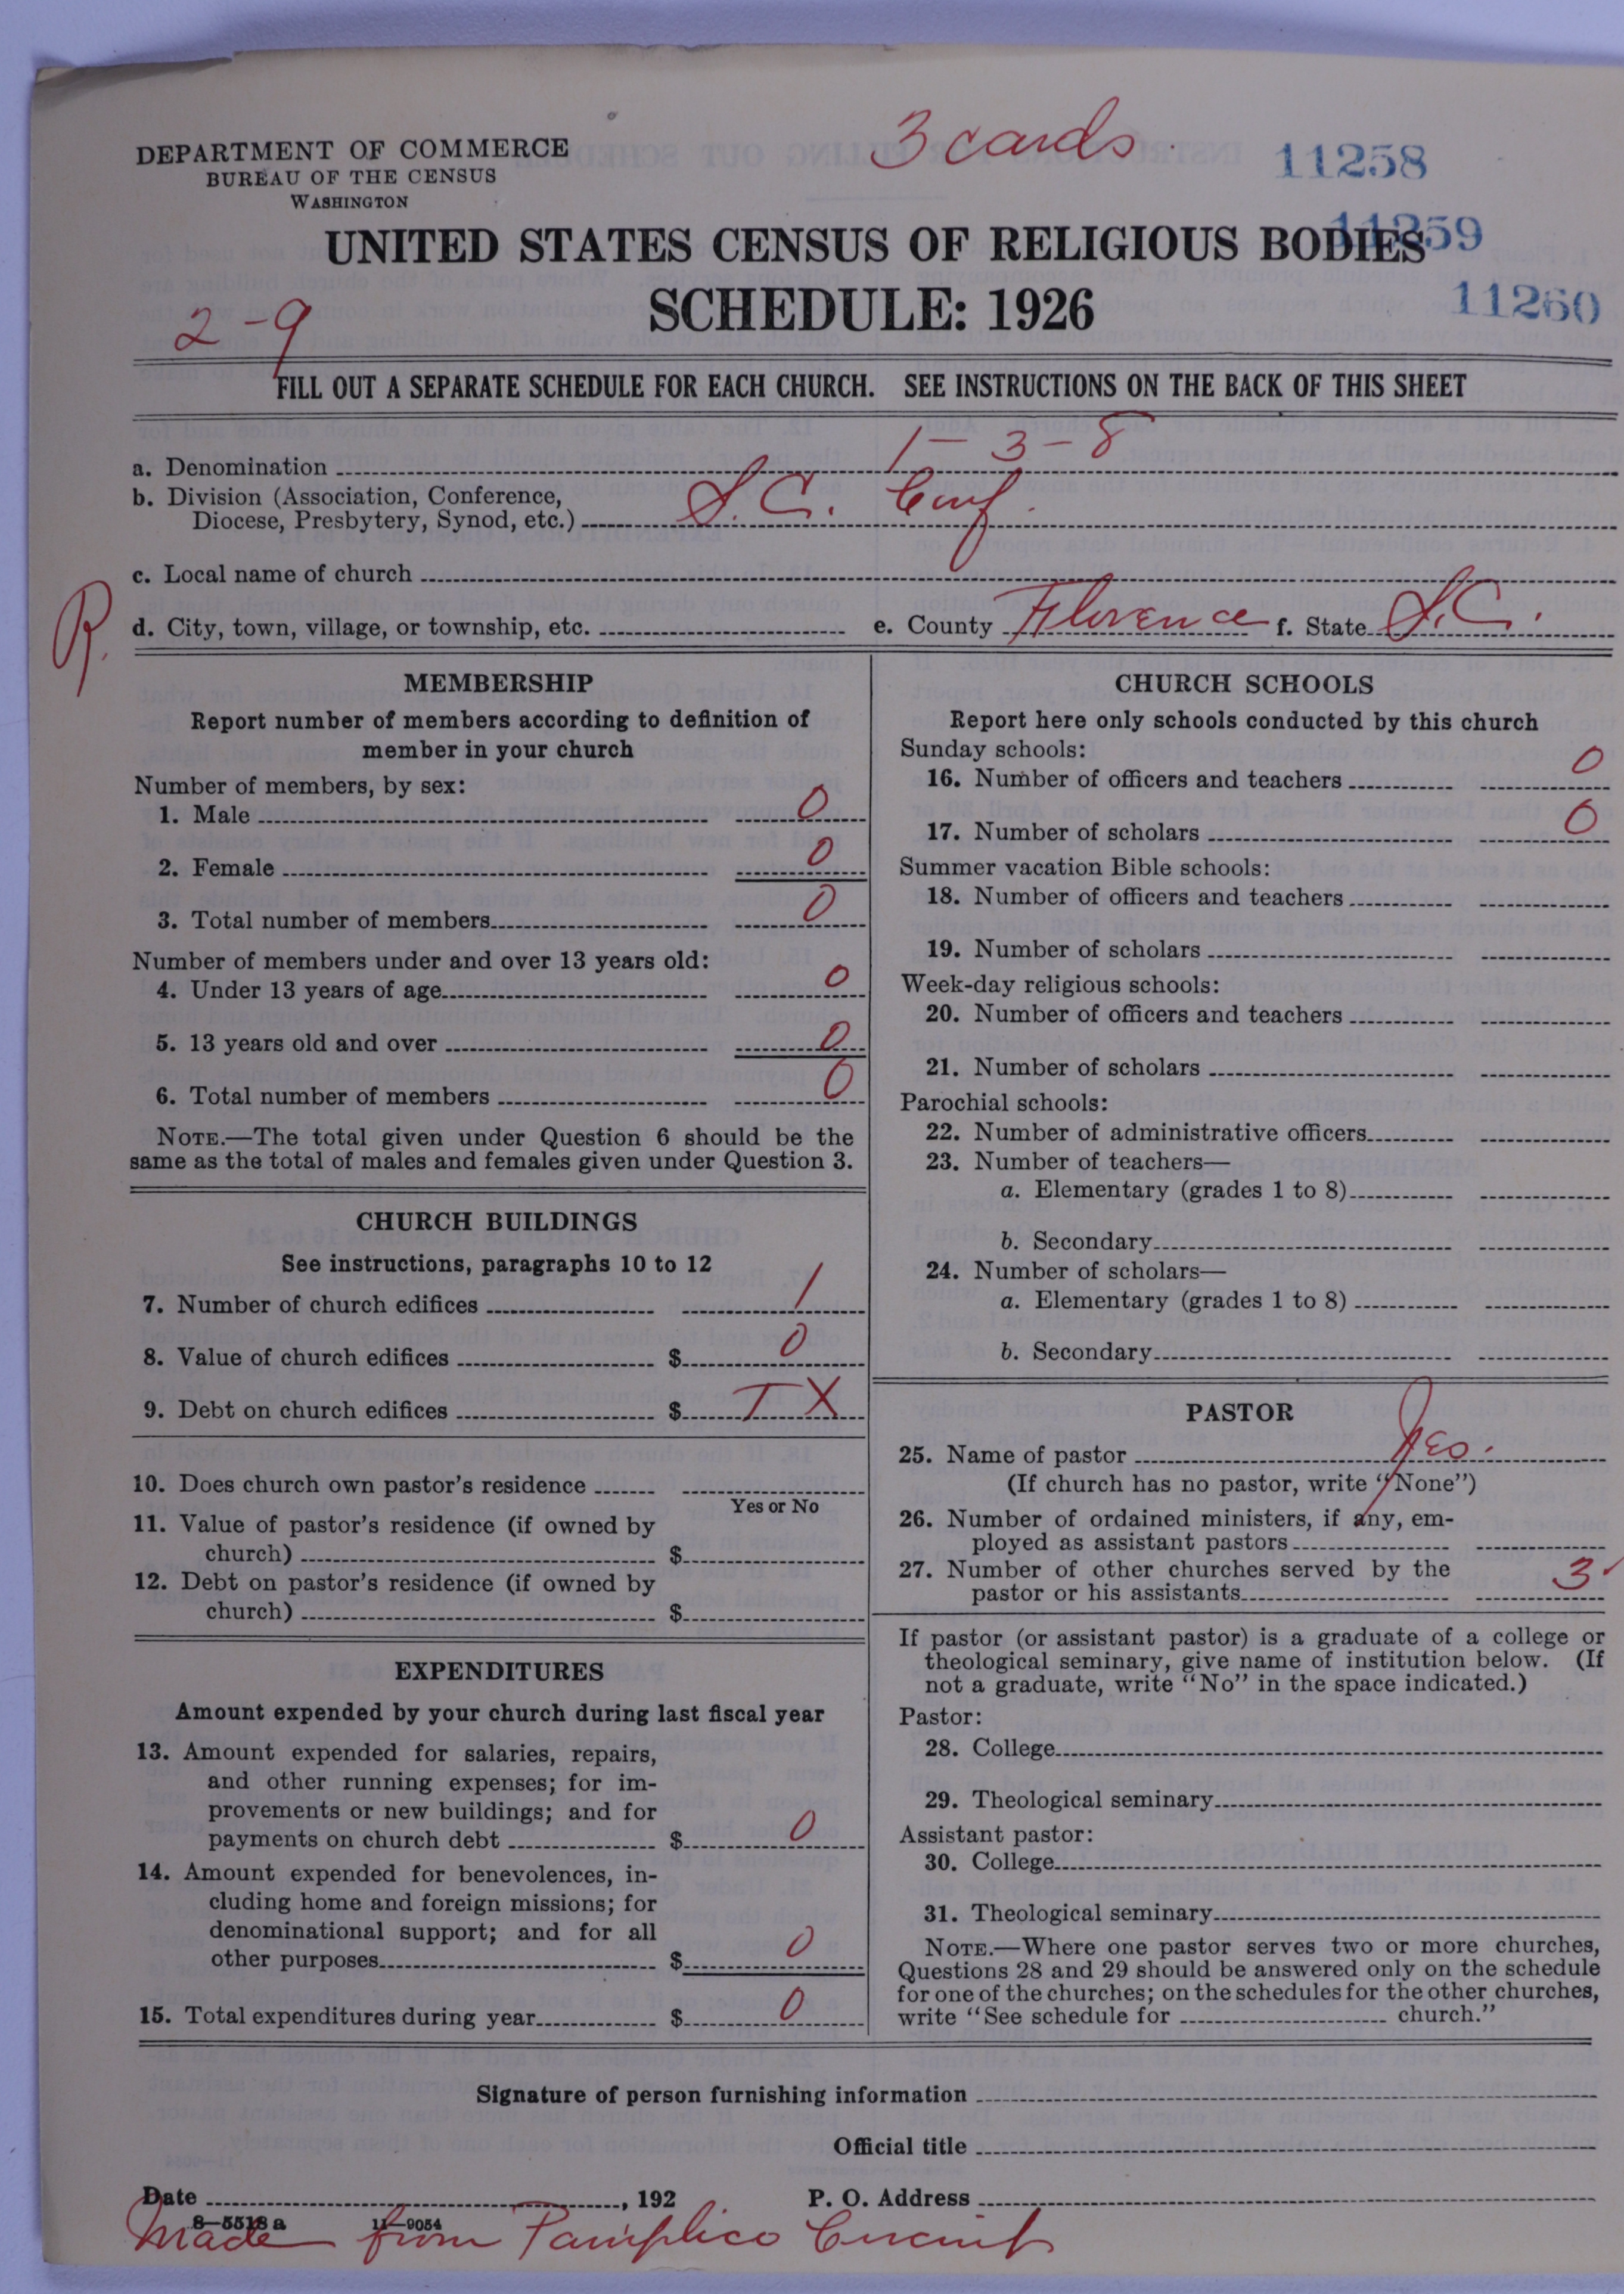 3 cards
DEPARTMENT OF COMMERCE
BUREAU OF THE CENSUS
WASHINGTON
11258
11259
11260
UNITED STATES CENSUS OF RELIGIOUS BODIES
SCHEDULE: 1926
2-9
FILL OUT A SEPARATE SCHEDULE FOR EACH CHURCH. SEE INSTRUCTIONS ON THE BACK OF THIS SHEET
a. Denomination 1-3-8
b. Division (Association, Conference,
Diocese, Presbytery, Synod, etc.) S.C. Conf.
c. Local name of church
R.
d. City, town, village, or township, etc. e. County Florence f. State S.C.
MEMBERSHIP
Report number of members according to definition of
member in your church
Number of members, by sex:
1. Male 0
2. Female 0
3. Total number of members 0
Number of members under and over 13 years old:
4. Under 13 years of age 0
5. 13 years old and over 0
6. Total number of members 0
NOTE.—The total given under Question 6 should be the
same as the total of males and females given under Question 3.
CHURCH BUILDINGS
See instructions, paragraphs 10 to 12
7. Number of church edifices 1
8. Value of church edifices $ 0
9. Debt on church edifices $ T X
10. Does church own pastor's residence
Yes or No
11. Value of pastor's residence (if owned by
church) $
12. Debt on pastor's residence (if owned by
church) $
EXPENDITURES
Amount expended by your church during last fiscal year
13. Amount expended for salaries, repairs,
and other running expenses; for im-
provements or new buildings; and for
payments on church debt $ 0
14. Amount expended for benevolences, in-
cluding home and foreign missions; for
denominational support; and for all
other purposes $ 0
15. Total expenditures during year $ 0
CHURCH SCHOOLS
Report here only schools conducted by this church
Sunday schools:
16. Number of officers and teachers 0
17. Number of scholars 0
Summer vacation Bible schools:
18. Number of officers and teachers
19. Number of scholars
Week-day religious schools:
20. Number of officers and teachers
21. Number of scholars
Parochial schools:
22. Number of administrative officers
23. Number of teachers—
a. Elementary (grades 1 to 8)
b. Secondary
24. Number of scholars—
a. Elementary (grades 1 to 8)
b. Secondary
PASTOR
25. Name of pastor Yes.
(If church has no pastor, write "None")
26. Number of ordained ministers, if any, em-
ployed as assistant pastors
27. Number of other churches served by the
pastor or his assistants 3
If pastor (or assistant pastor) is a graduate of a college or
theological seminary, give name of institution below. (If
not a graduate, write "No" in the space indicated.)
Pastor:
28. College
29. Theological seminary
Assistant pastor:
30. College
31. Theological seminary
NOTE.—Where one pastor serves two or more churches,
Questions 28 and 29 should be answered only on the schedule
for one of the churches; on the schedules for the other churches,
write "See schedule for church."
Signature of person furnishing information
Official title
Date , 192 P. O. Address
8—5518 a 11—9054
Made from Pamplico Circuit